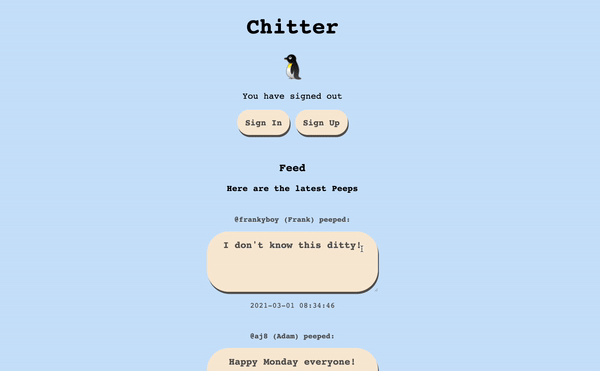 Chitter
You have signed out
Sign In Sign Up
Feed
Here are the latest Peeps
@frankyboy (Frank) peeped:
I don't know this ditty!
2021-03-01 08:34:46
@aj8 (Adam) peeped:
Happy Monday everyone!